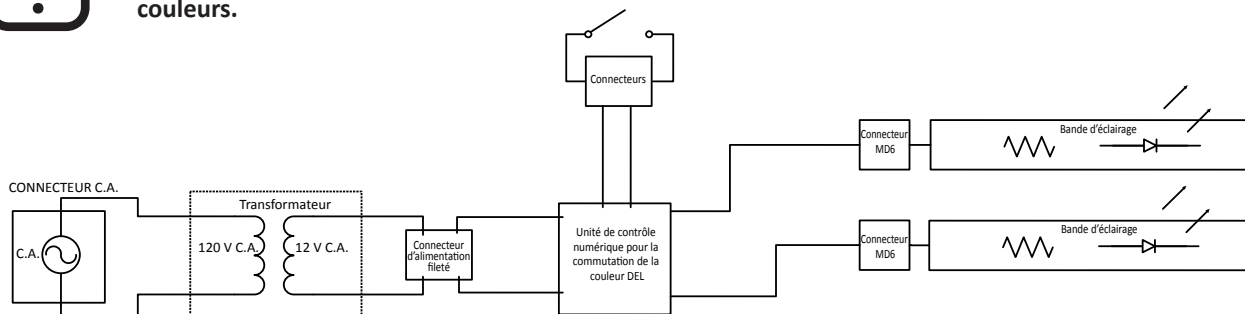 couleurs.
Connecteurs
Connecteur
MD6
Bande d'éclairage
CONNECTEUR C.A.
C.A.
Transformateur
120 V C.A.
12 V C.A.
Connecteur
d'alimentation
fileté
Unité de contrôle
numérique pour la
commutation de la
couleur DEL
Connecteur
MD6
Bande d'éclairage